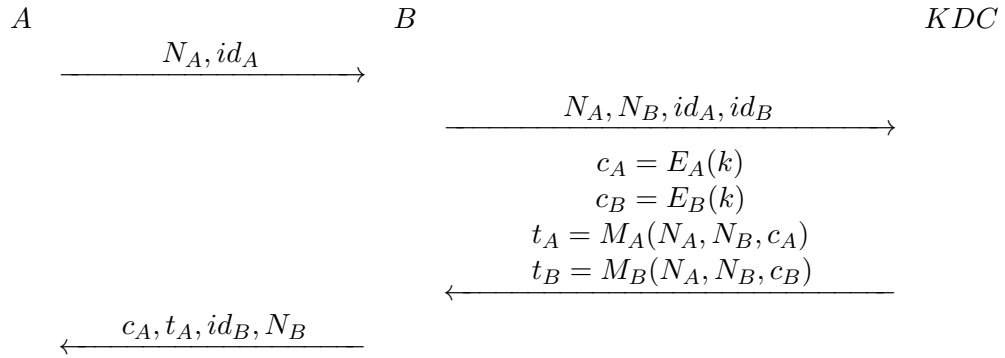 A B KDC
N_A, id_A
N_A, N_B, id_A, id_B
c_A = E_A(k)
c_B = E_B(k)
t_A = M_A(N_A, N_B, c_A)
t_B = M_B(N_A, N_B, c_B)
c_A, t_A, id_B, N_B